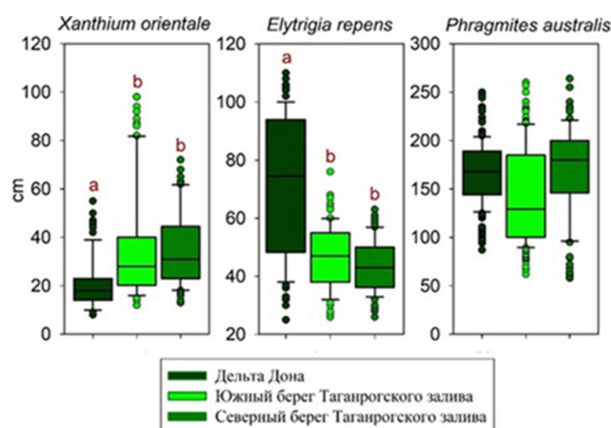 Xanthium orientale
Elytrigia repens
Phragmites australis
cm
120
100
80
60
40
20
0
a
b
b
120
100
80
60
40
20
a
b
b
300
250
200
150
100
50
0
Дельта Дона
Южный берег Таганрогского залива
Северный берег Таганрогского залива